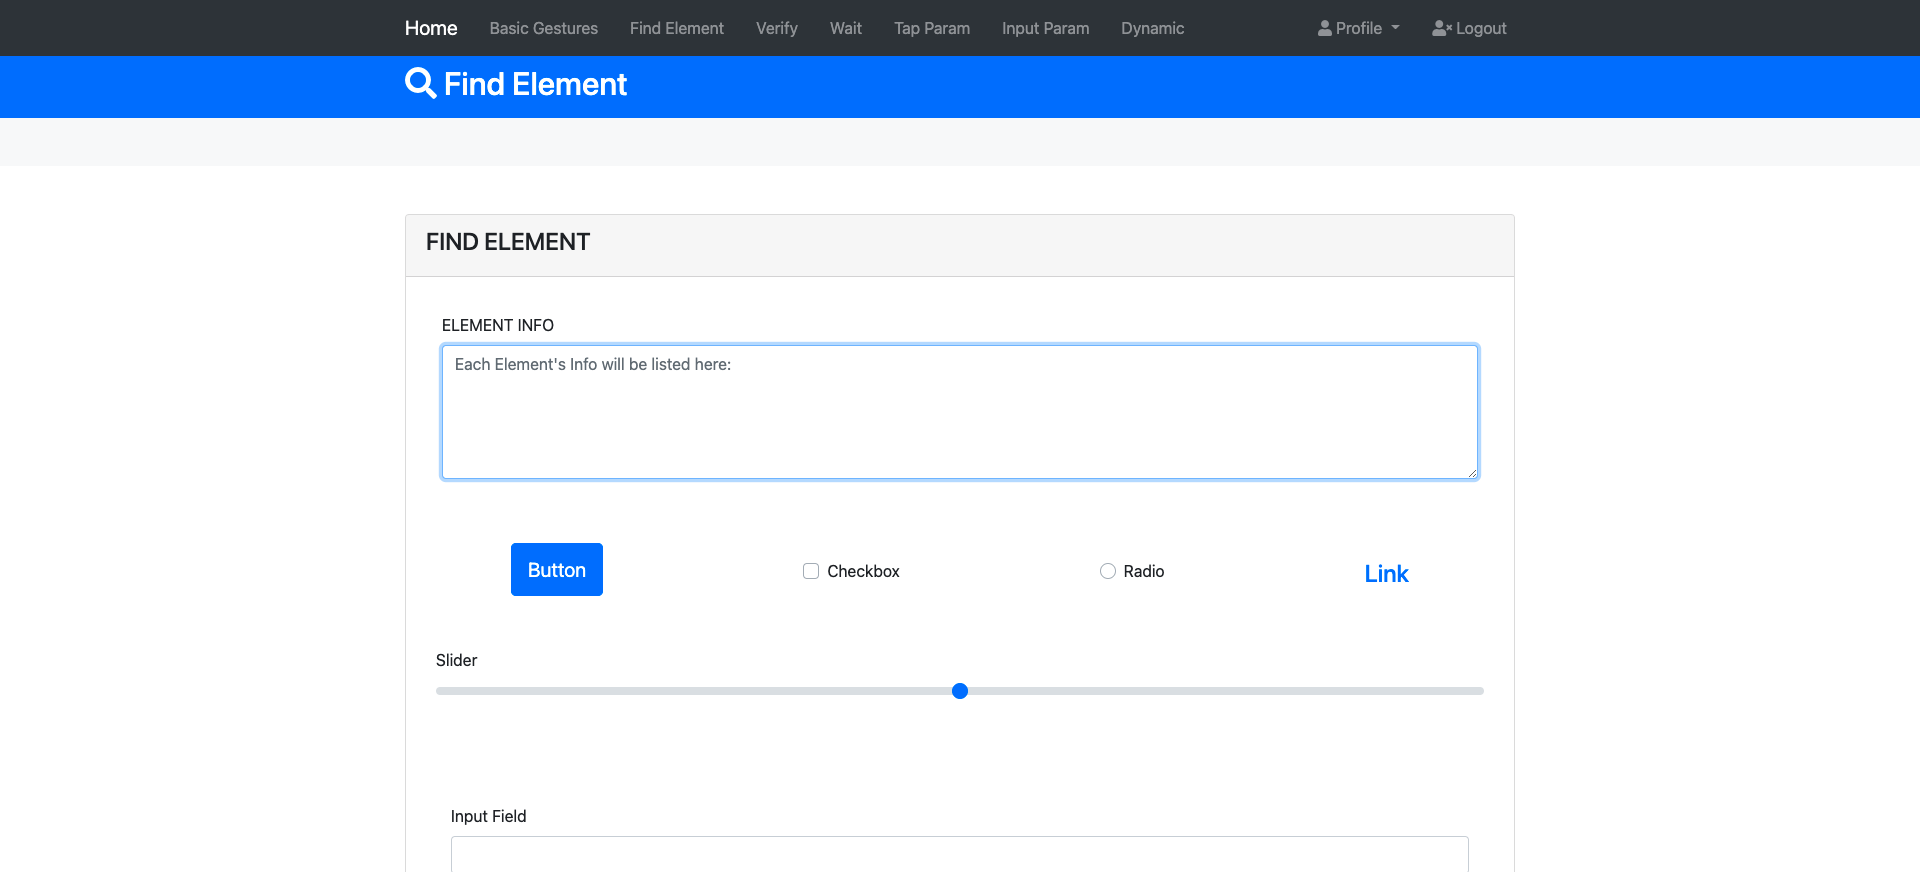 Home Basic Gestures Find Element Verify Wait Tap Param Input Param Dynamic Profile Logout
Find Element
FIND ELEMENT
ELEMENT INFO
Each Element's Info will be listed here:
Button Checkbox Radio Link
Slider
Input Field